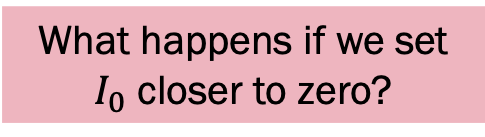 What happens if we set
I₀ closer to zero?